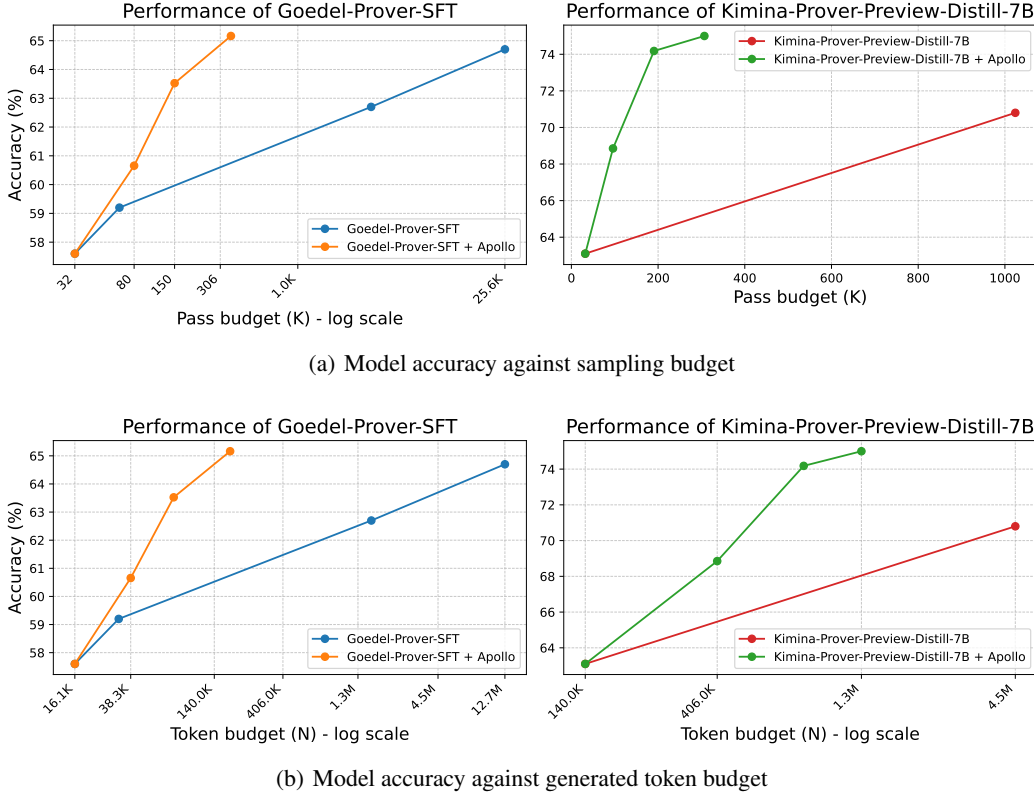 Performance of Goedel-Prover-SFT
Accuracy (%)
65
64
63
62
61
60
59
58
Goedel-Prover-SFT
Goedel-Prover-SFT + Apollo
32
80
150
306
1.0K
25.6K
Pass budget (K) - log scale
Performance of Kimina-Prover-Preview-Distill-7B
74
72
70
68
66
64
Kimina-Prover-Preview-Distill-7B
Kimina-Prover-Preview-Distill-7B + Apollo
0
200
400
600
800
1000
Pass budget (K)
(a) Model accuracy against sampling budget
Performance of Goedel-Prover-SFT
Accuracy (%)
65
64
63
62
61
60
59
58
Goedel-Prover-SFT
Goedel-Prover-SFT + Apollo
16.1K
38.3K
140.0K
406.0K
1.3M
4.5M
12.7M
Token budget (N) - log scale
Performance of Kimina-Prover-Preview-Distill-7B
74
72
70
68
66
64
Kimina-Prover-Preview-Distill-7B
Kimina-Prover-Preview-Distill-7B + Apollo
140.0K
406.0K
1.3M
4.5M
Token budget (N) - log scale
(b) Model accuracy against generated token budget